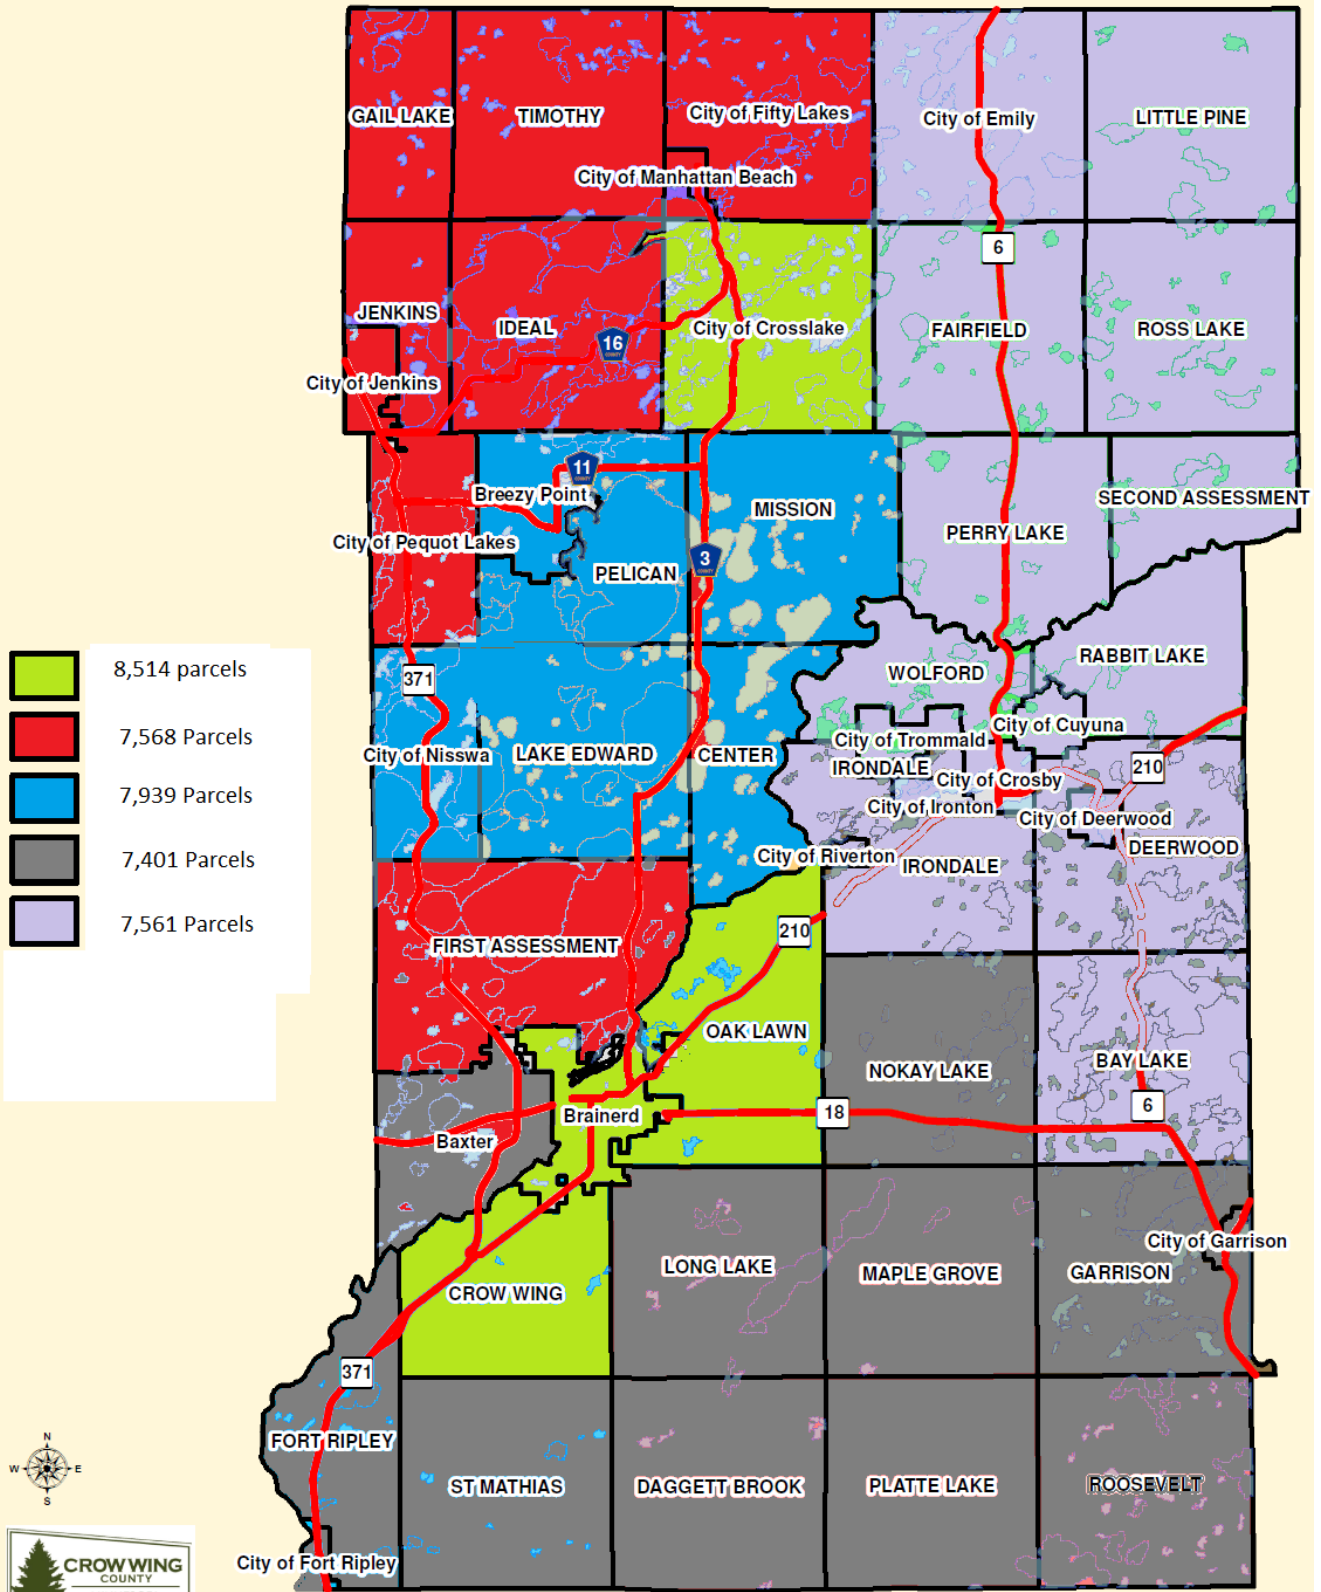 GAIL LAKE
TIMOTHY
City of Fifty Lakes
City of Emily
LITTLE PINE
City of Manhattan Beach
6
JENKINS
IDEAL
16
COUNTY
City of Crosslake
FAIRFIELD
ROSS LAKE
City of Jenkins
11
COUNTY
Breezy Point
MISSION
SECOND ASSESSMENT
City of Pequot Lakes
PERRY LAKE
3
COUNTY
PELICAN
8,514 parcels
7,568 Parcels
7,939 Parcels
7,401 Parcels
7,561 Parcels
371
WOLFORD
RABBIT LAKE
City of Cuyuna
City of Nisswa
LAKE EDWARD
CENTER
City of Trommald
IRONDALE
210
City of Crosby
City of Ironton
City of Deerwood
DEERWOOD
City of Riverton
IRONDALE
FIRST ASSESSMENT
210
OAK LAWN
NOKAY LAKE
BAY LAKE
6
Brainerd
18
Baxter
City of Garrison
LONG LAKE
MAPLE GROVE
GARRISON
CROW WING
371
FORT RIPLEY
ST MATHIAS
DAGGETT BROOK
PLATTE LAKE
ROOSEVELT
City of Fort Ripley
N
W
E
S
CROW WING
COUNTY